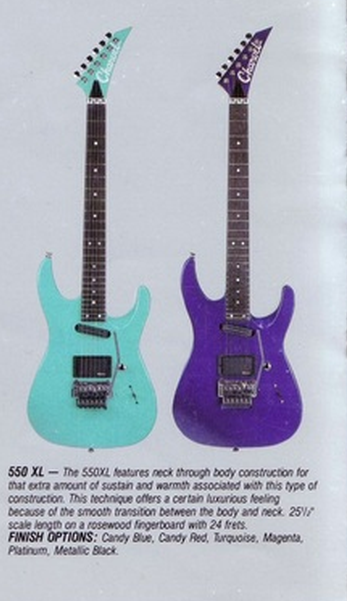 Charvel
Charvel
550 XL — The 550XL features neck through body construction for
that extra amount of sustain and warmth associated with this type of
construction. This technique offers a certain luxurious feeling
because of the smooth transition between the body and neck. 25½"
scale length on a rosewood fingerboard with 24 frets.
FINISH OPTIONS: Candy Blue, Candy Red, Turquoise, Magenta,
Platinum, Metallic Black.